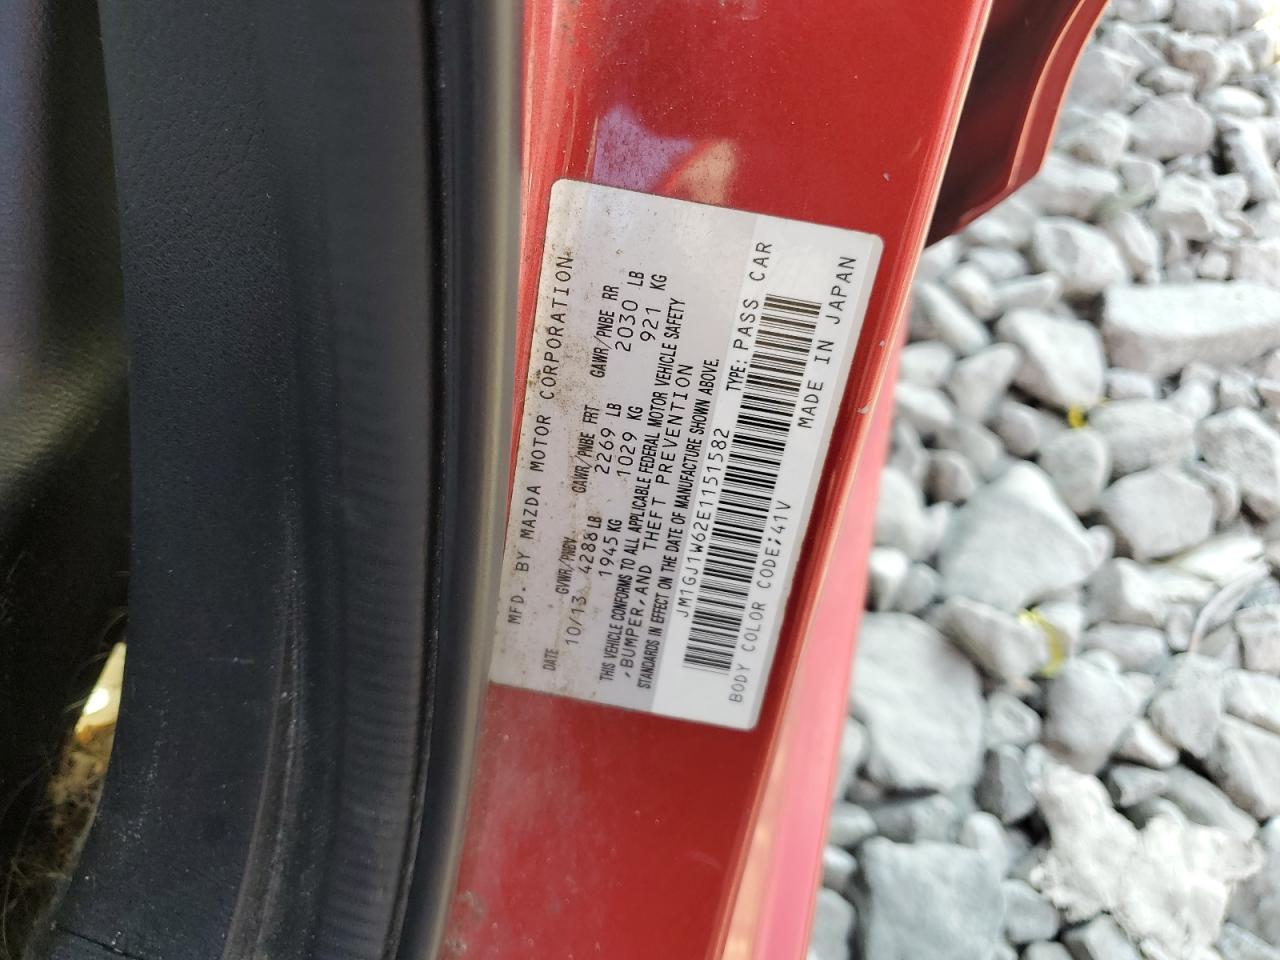 MFD. BY MAZDA MOTOR CORPORATION
DATE GVWR/PNBV GAWR/PNBE FRT GAWR/PNBE RR
10/13 4288 LB 2269 LB 2030 LB
1945 KG 1029 KG 921 KG
THIS VEHICLE CONFORMS TO ALL APPLICABLE FEDERAL MOTOR VEHICLE SAFETY
, BUMPER, AND THEFT PREVENTION
STANDARDS IN EFFECT ON THE DATE OF MANUFACTURE SHOWN ABOVE.
JM1GJ1W62E1151582 TYPE: PASS CAR
BODY COLOR CODE;41V MADE IN JAPAN